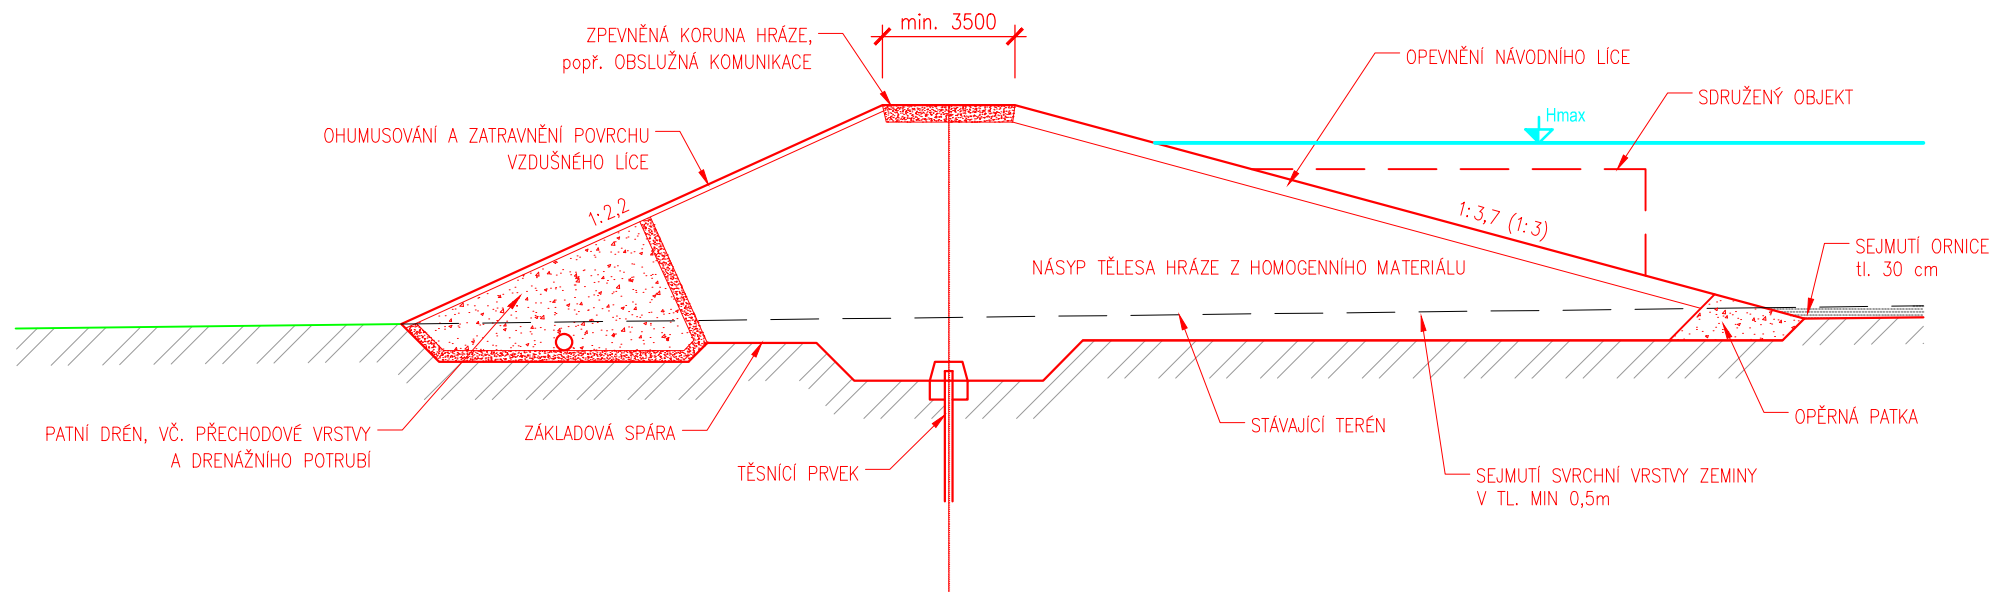 min. 3500
ZPEVNĚNÁ KORUNA HRÁZE,
popř. OBSLUŽNÁ KOMUNIKACE
OPEVNĚNÍ NÁVODNÍHO LÍCE
SDRUŽENÝ OBJEKT
Hmax
OHUMUSOVÁNÍ A ZATRAVNĚNÍ POVRCHU
VZDUŠNÉHO LÍCE
1:2,2
1:3,7 (1:3)
SEJMUTÍ ORNICE
tl. 30 cm
NÁSYP TĚLESA HRÁZE Z HOMOGENNÍHO MATERIÁLU
PATNÍ DRÉN, VČ. PŘECHODOVÉ VRSTVY
A DRENÁŽNÍHO POTRUBÍ
ZÁKLADOVÁ SPÁRA
TĚSNÍCÍ PRVEK
STÁVAJÍCÍ TERÉN
OPĚRNÁ PATKA
SEJMUTÍ SVRCHNÍ VRSTVY ZEMINY
V TL. MIN 0,5m